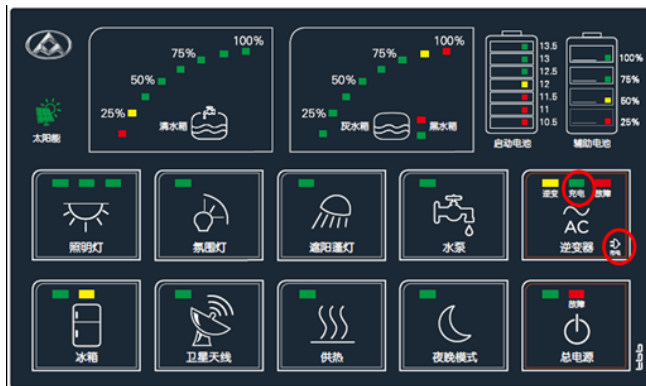 100%
75%
50%
25%
清水箱
100%
75%
50%
25%
灰水箱
黑水箱
13.5
13
12.5
12
11.5
11
10.5
启动电池
100%
75%
50%
25%
辅助电池
太阳能
照明灯
氛围灯
遮阳蓬灯
水泵
逆变 充电 故障
AC
逆变器
冰箱
卫星天线
供热
夜晚模式
故障
总电源